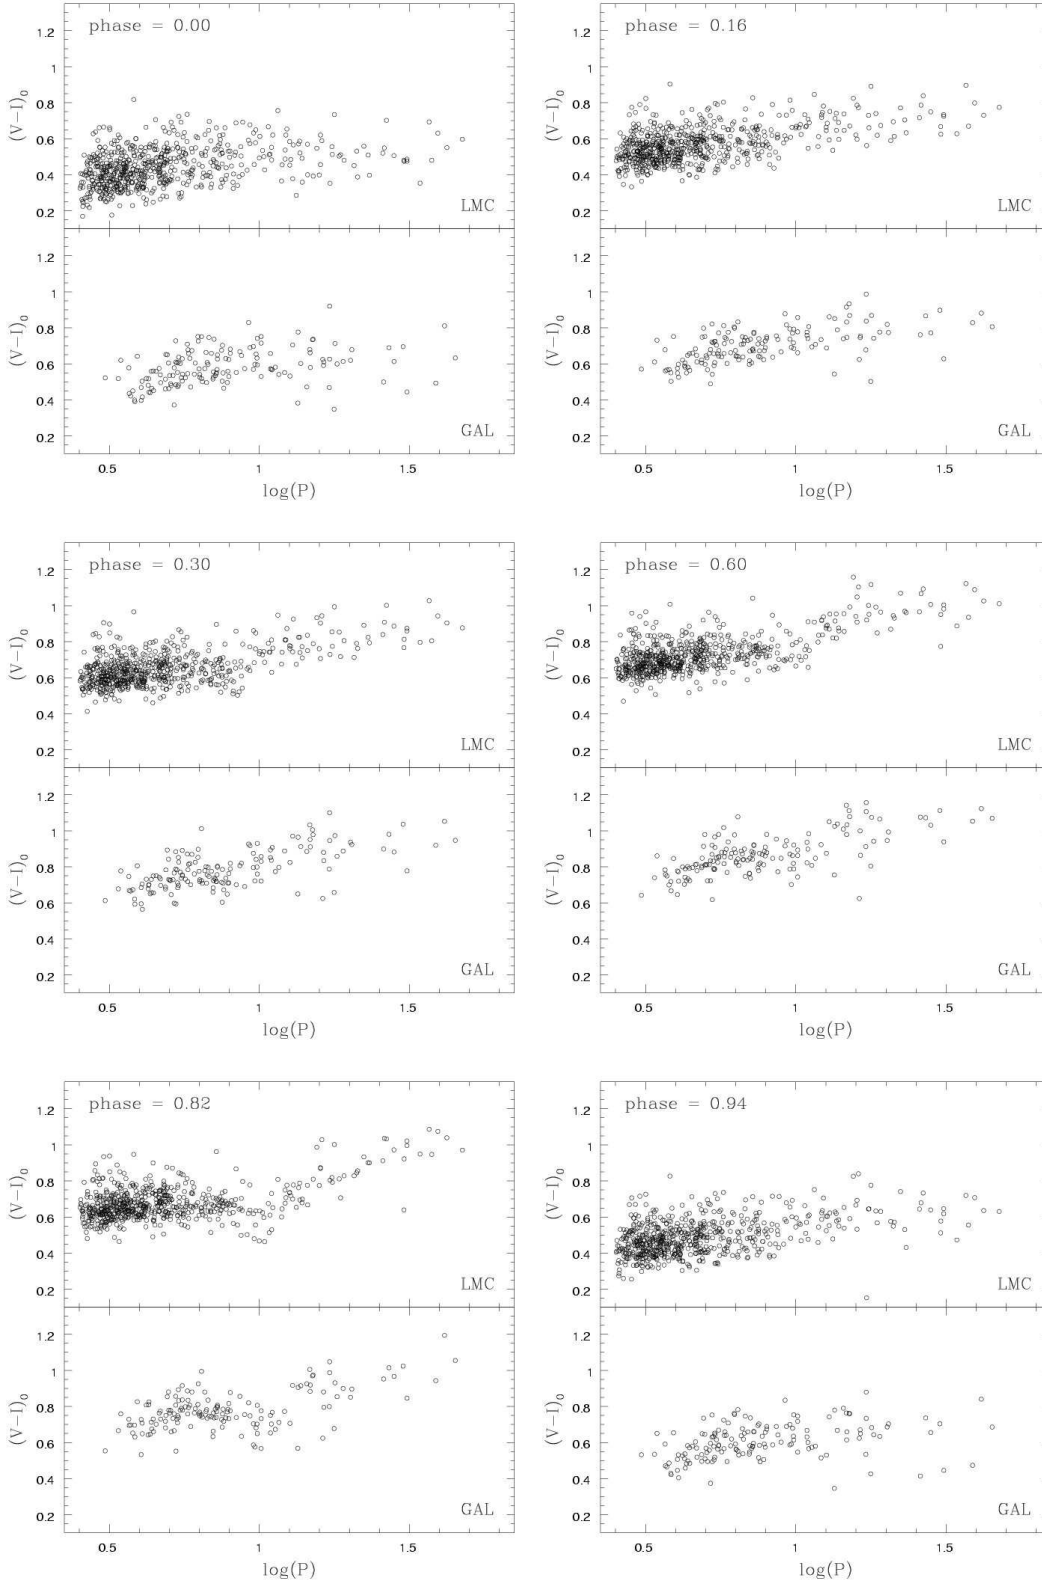 phase = 0.00
1.2
1
0.8
0.6
0.4
0.2
(V−I)₀
LMC
1.2
1
0.8
0.6
0.4
0.2
(V−I)₀
GAL
0.5 1 1.5
log(P)
phase = 0.16
1.2
1
0.8
0.6
0.4
0.2
(V−I)₀
LMC
1.2
1
0.8
0.6
0.4
0.2
(V−I)₀
GAL
0.5 1 1.5
log(P)
phase = 0.30
1.2
1
0.8
0.6
0.4
0.2
(V−I)₀
LMC
1.2
1
0.8
0.6
0.4
0.2
(V−I)₀
GAL
0.5 1 1.5
log(P)
phase = 0.60
1.2
1
0.8
0.6
0.4
0.2
(V−I)₀
LMC
1.2
1
0.8
0.6
0.4
0.2
(V−I)₀
GAL
0.5 1 1.5
log(P)
phase = 0.82
1.2
1
0.8
0.6
0.4
0.2
(V−I)₀
LMC
1.2
1
0.8
0.6
0.4
0.2
(V−I)₀
GAL
0.5 1 1.5
log(P)
phase = 0.94
1.2
1
0.8
0.6
0.4
0.2
(V−I)₀
LMC
1.2
1
0.8
0.6
0.4
0.2
(V−I)₀
GAL
0.5 1 1.5
log(P)